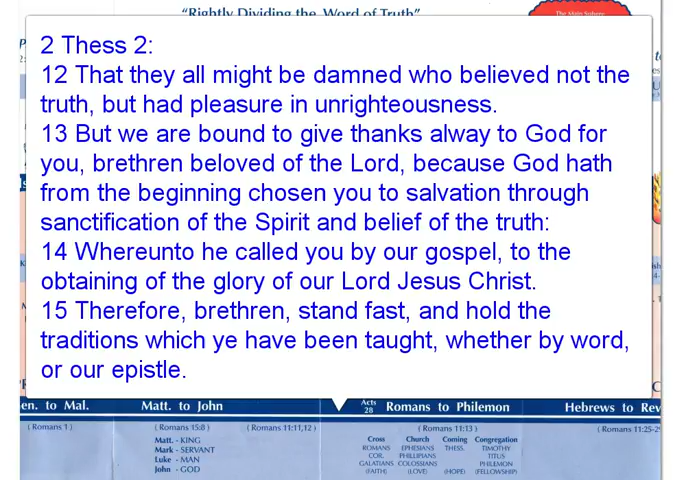 "Rightly Dividing the Word of Truth"
The Main Sphere
2 Thess 2:
12 That they all might be damned who believed not the
truth, but had pleasure in unrighteousness.
13 But we are bound to give thanks alway to God for
you, brethren beloved of the Lord, because God hath
from the beginning chosen you to salvation through
sanctification of the Spirit and belief of the truth:
14 Whereunto he called you by our gospel, to the
obtaining of the glory of our Lord Jesus Christ.
15 Therefore, brethren, stand fast, and hold the
traditions which ye have been taught, whether by word,
or our epistle.
en. to Mal. Matt. to John Acts 28 Romans to Philemon Hebrews to Rev
( Romans 1 ) ( Romans 15:8 ) ( Romans 11:11,12 ) ( Romans 11:13 ) ( Romans 11:25-2
Matt. - KING
Mark - SERVANT
Luke - MAN
John - GOD
Cross Church Coming Congregation
ROMANS EPHESIANS THESS. TIMOTHY
COR. PHILIPPIANS TITUS
GALATIANS COLOSSIANS PHILEMON
(FAITH) (LOVE) (HOPE) (FELLOWSHIP)